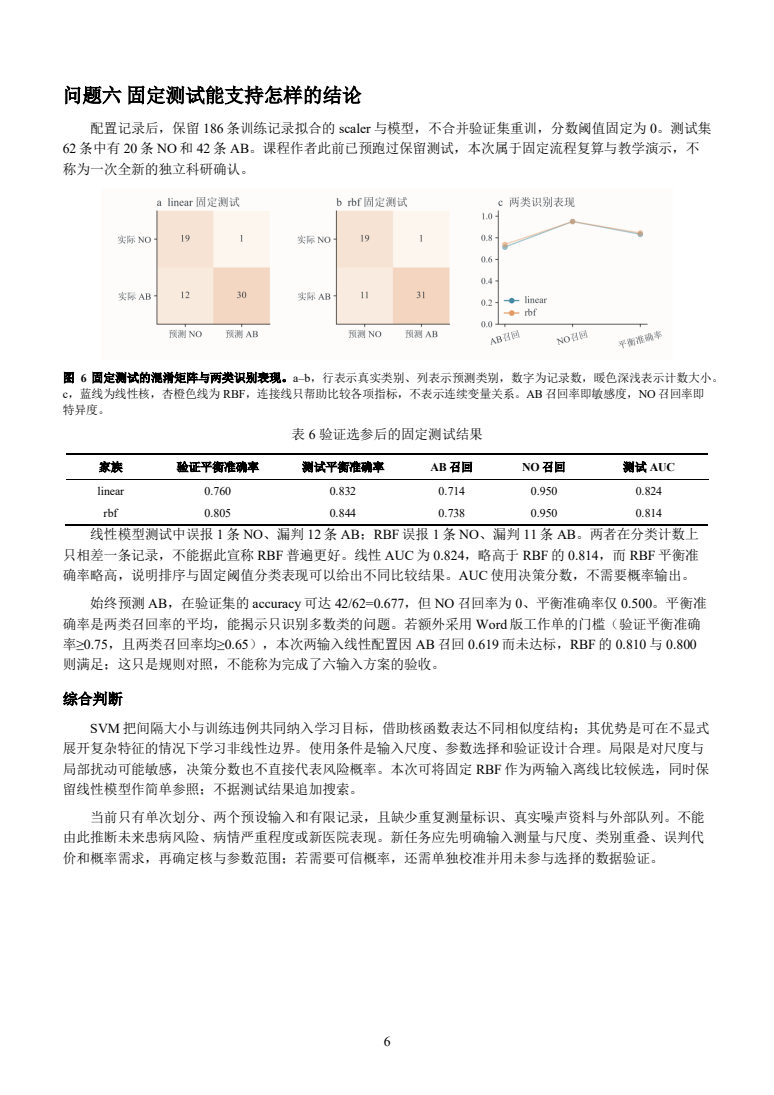 问题六 固定测试能支持怎样的结论
配置记录后，保留 186 条训练记录拟合的 scaler 与模型，不合并验证集重训，分数阈值固定为 0。测试集
62 条中有 20 条 NO 和 42 条 AB。课程作者此前已预跑过保留测试，本次属于固定流程复算与教学演示，不
称为一次全新的独立科研确认。
a linear 固定测试
实际 NO
19
1
实际 AB
12
30
预测 NO
预测 AB
b rbf 固定测试
实际 NO
19
1
实际 AB
11
31
预测 NO
预测 AB
c 两类识别表现
1.0
0.8
0.6
0.4
0.2
0.0
linear
rbf
AB召回
NO召回
平衡准确率
图 6 固定测试的混淆矩阵与两类识别表现。a–b，行表示真实类别、列表示预测类别，数字为记录数，暖色深浅表示计数大小。
c，蓝线为线性核，杏橙色线为 RBF，连接线只帮助比较各项指标，不表示连续变量关系。AB 召回率即敏感度，NO 召回率即
特异度。
表 6 验证选参后的固定测试结果
家族 验证平衡准确率 测试平衡准确率 AB 召回 NO 召回 测试 AUC
linear 0.760 0.832 0.714 0.950 0.824
rbf 0.805 0.844 0.738 0.950 0.814
线性模型测试中误报 1 条 NO、漏判 12 条 AB；RBF 误报 1 条 NO、漏判 11 条 AB。两者在分类计数上
只相差一条记录，不能据此宣称 RBF 普遍更好。线性 AUC 为 0.824，略高于 RBF 的 0.814，而 RBF 平衡准
确率略高，说明排序与固定阈值分类表现可以给出不同比较结果。AUC 使用决策分数，不需要概率输出。
始终预测 AB，在验证集的 accuracy 可达 42/62=0.677，但 NO 召回率为 0、平衡准确率仅 0.500。平衡准
确率是两类召回率的平均，能揭示只识别多数类的问题。若额外采用 Word 版工作单的门槛（验证平衡准确
率≥0.75，且两类召回率均≥0.65），本次两输入线性配置因 AB 召回 0.619 而未达标，RBF 的 0.810 与 0.800
则满足；这只是规则对照，不能称为完成了六输入方案的验收。
综合判断
SVM 把间隔大小与训练违例共同纳入学习目标，借助核函数表达不同相似度结构；其优势是可在不显式
展开复杂特征的情况下学习非线性边界。使用条件是输入尺度、参数选择和验证设计合理。局限是对尺度与
局部扰动可能敏感，决策分数也不直接代表风险概率。本次可将固定 RBF 作为两输入离线比较候选，同时保
留线性模型作简单参照；不据测试结果追加搜索。
当前只有单次划分、两个预设输入和有限记录，且缺少重复测量标识、真实噪声资料与外部队列。不能
由此推断未来患病风险、病情严重程度或新医院表现。新任务应先明确输入测量与尺度、类别重叠、误判代
价和概率需求，再确定核与参数范围；若需要可信概率，还需单独校准并用未参与选择的数据验证。
6